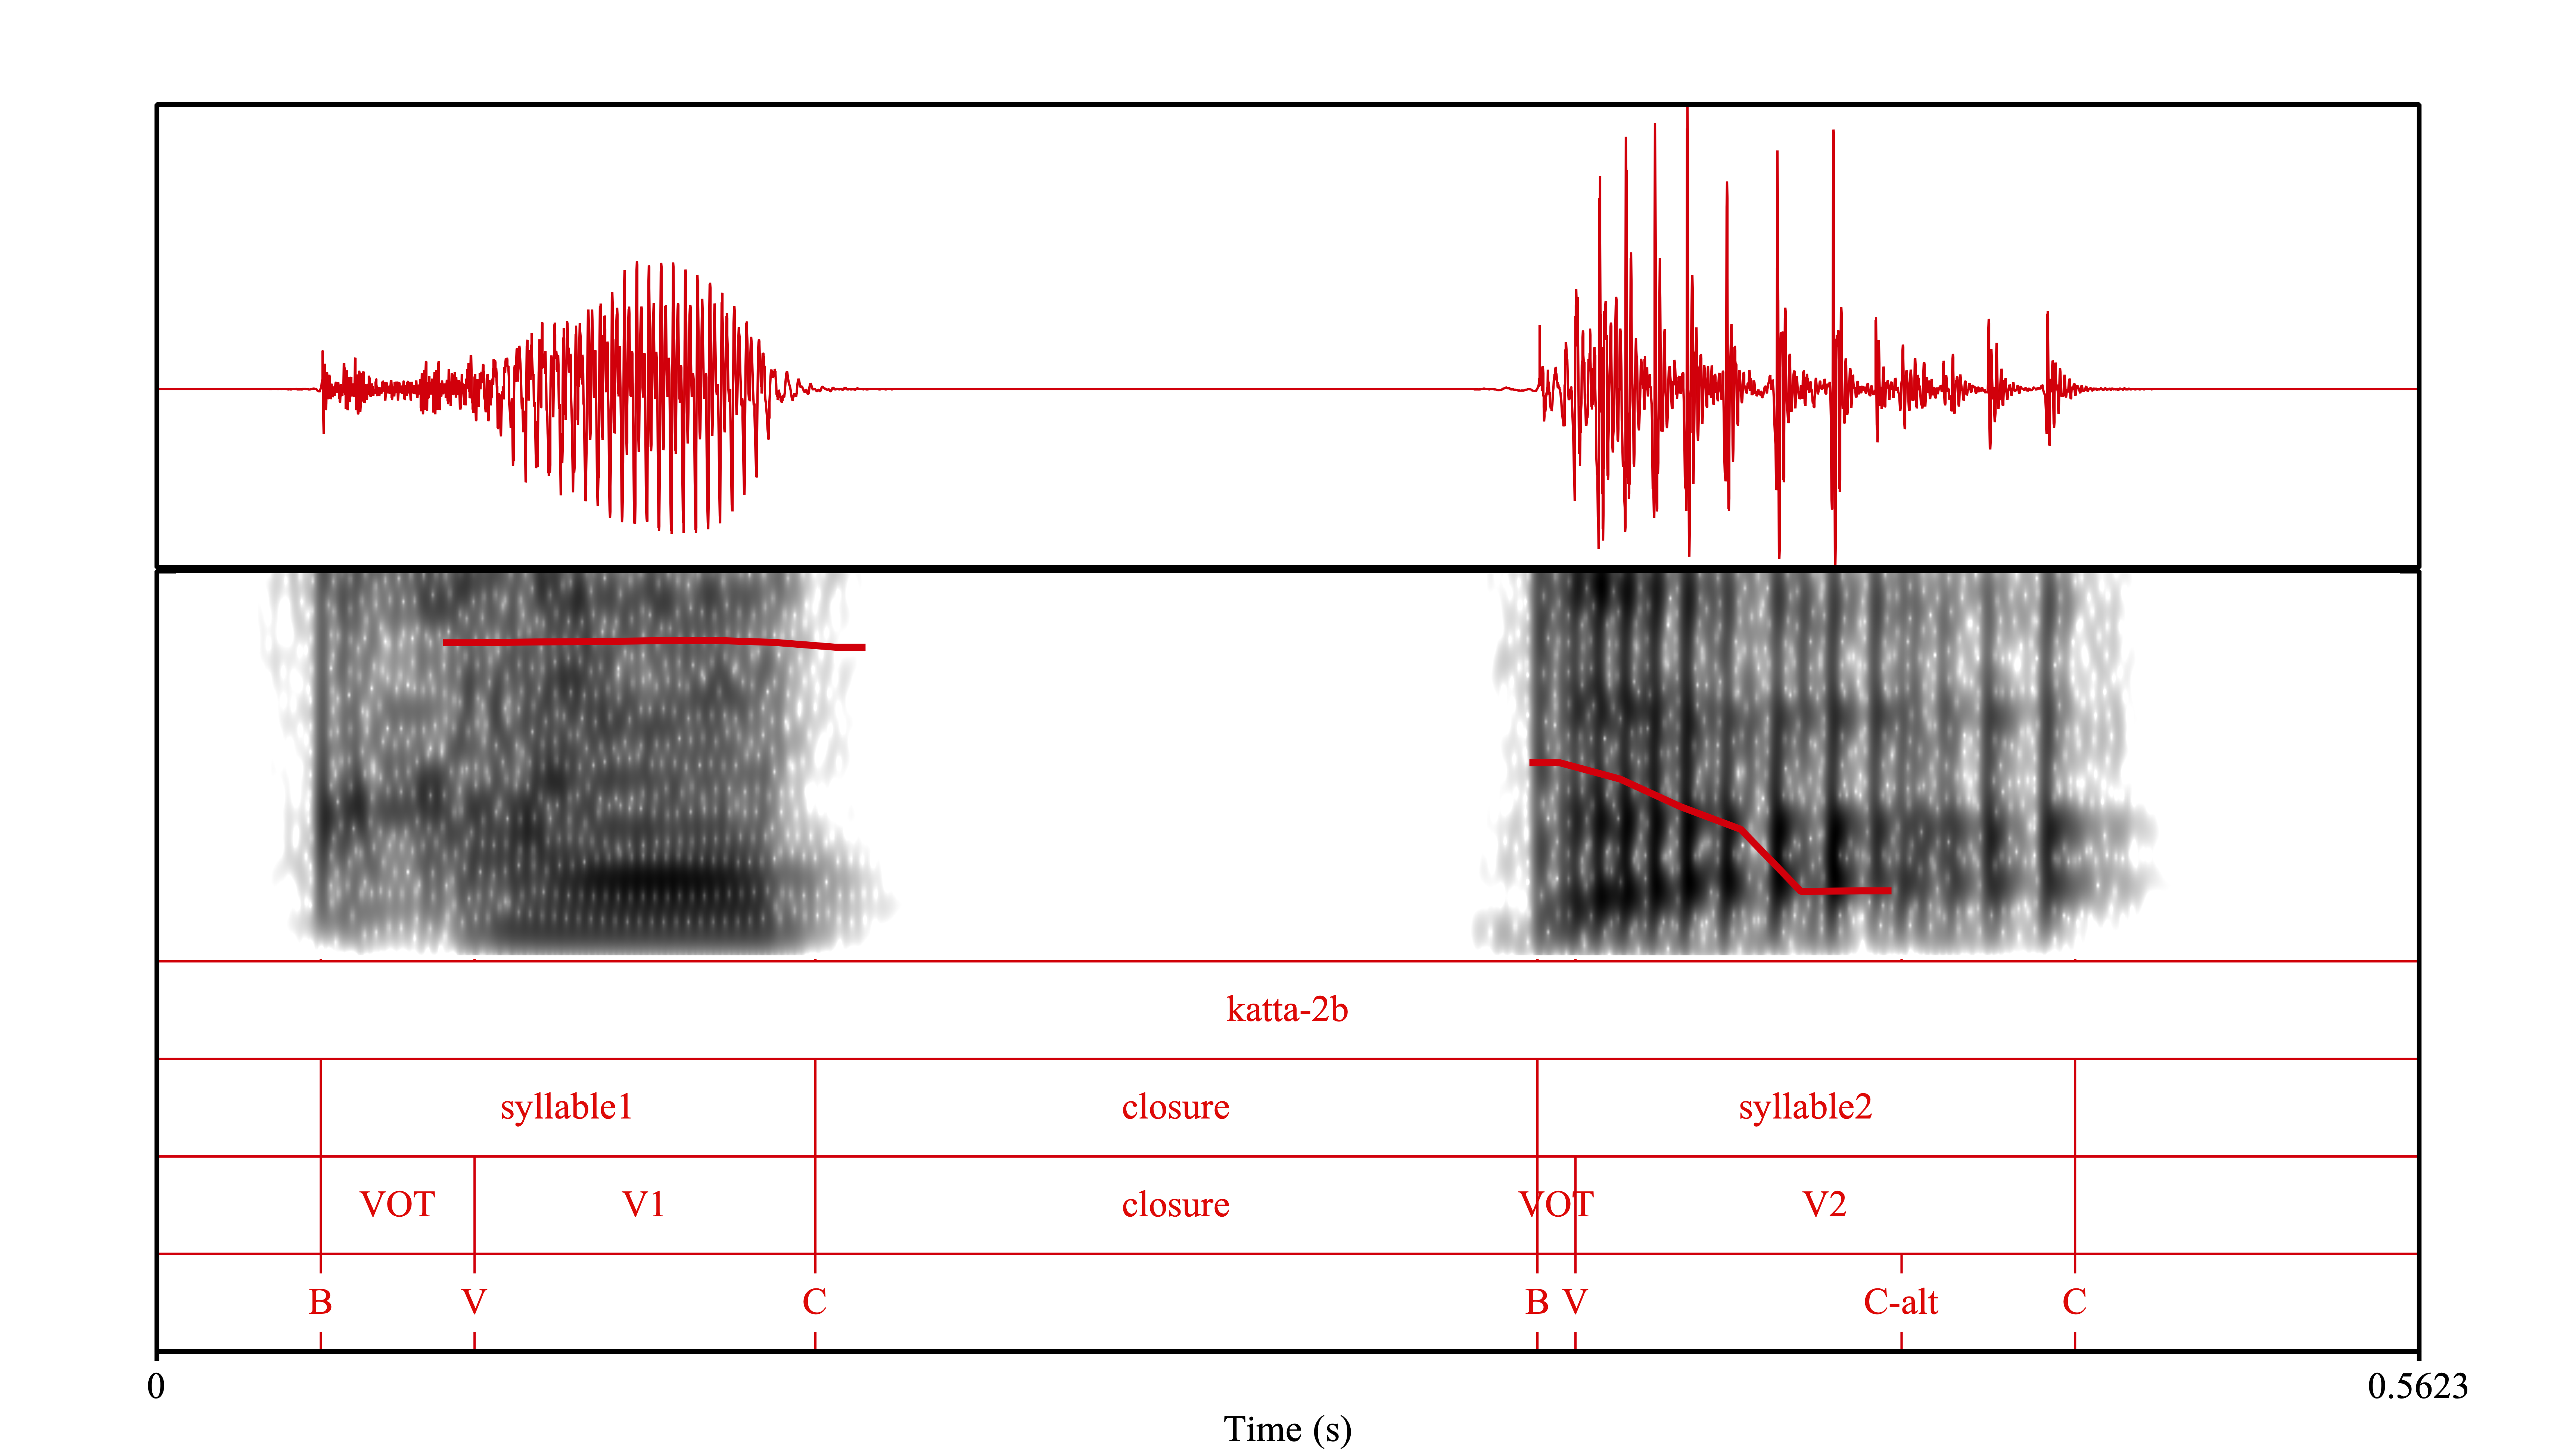 katta-2b
syllable1 closure syllable2
VOT V1 closure VOT V2
B V C B V C-alt C
0 0.5623
Time (s)